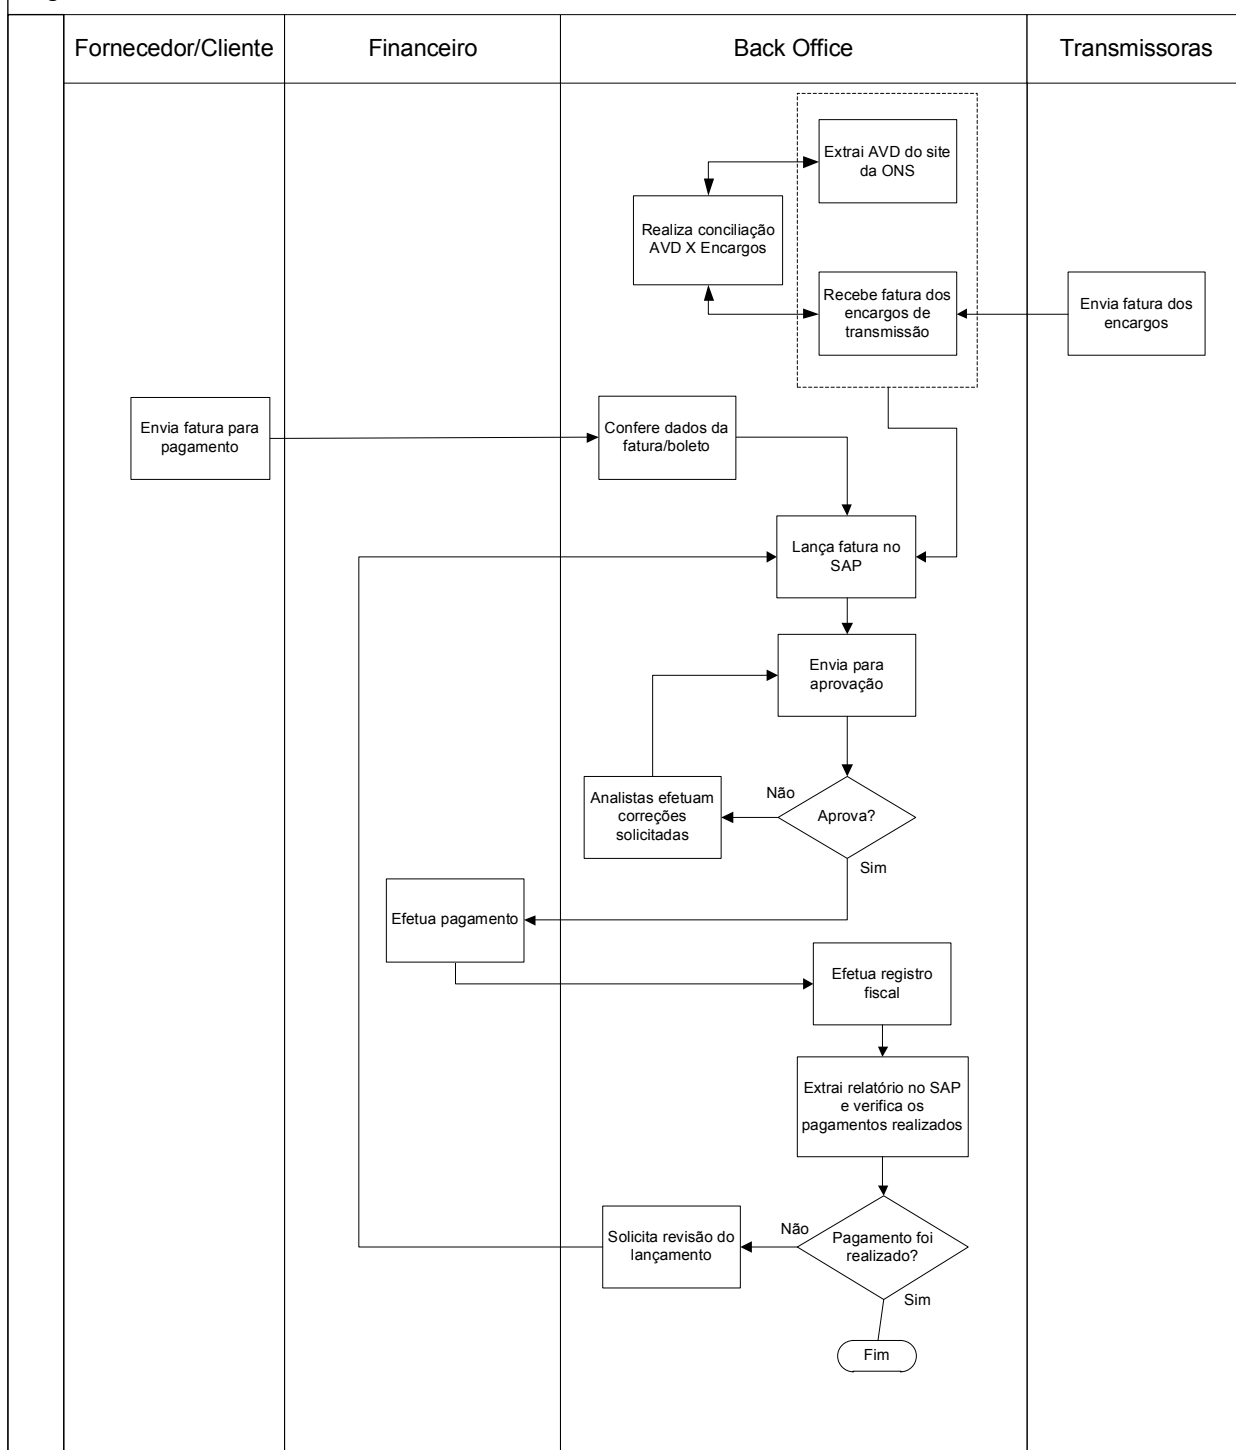 Fornecedor/Cliente
Financeiro
Back Office
Transmissoras
Extrai AVD do site
da ONS
Realiza conciliação
AVD X Encargos
Recebe fatura dos
encargos de
transmissão
Envia fatura dos
encargos
Envia fatura para
pagamento
Confere dados da
fatura/boleto
Lança fatura no
SAP
Envia para
aprovação
Analistas efetuam
correções
solicitadas
Não
Aprova?
Sim
Efetua pagamento
Efetua registro
fiscal
Extrai relatório no SAP
e verifica os
pagamentos realizados
Solicita revisão do
lançamento
Não
Pagamento foi
realizado?
Sim
Fim